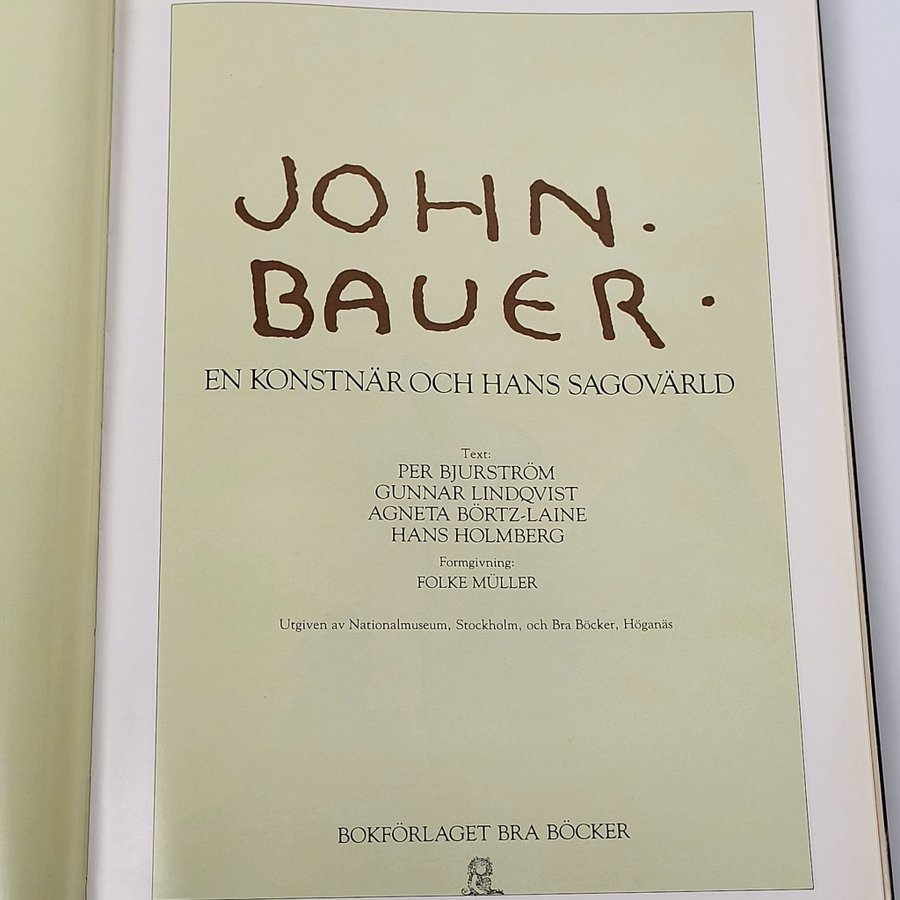 JOHN.
BAUER.
EN KONSTNÄR OCH HANS SAGOVÄRLD
Text:
PER BJURSTRÖM
GUNNAR LINDQVIST
AGNETA BÖRTZ-LAINE
HANS HOLMBERG
Formgivning:
FOLKE MÜLLER
Utgiven av Nationalmuseum, Stockholm, och Bra Böcker, Höganäs
BOKFÖRLAGET BRA BÖCKER